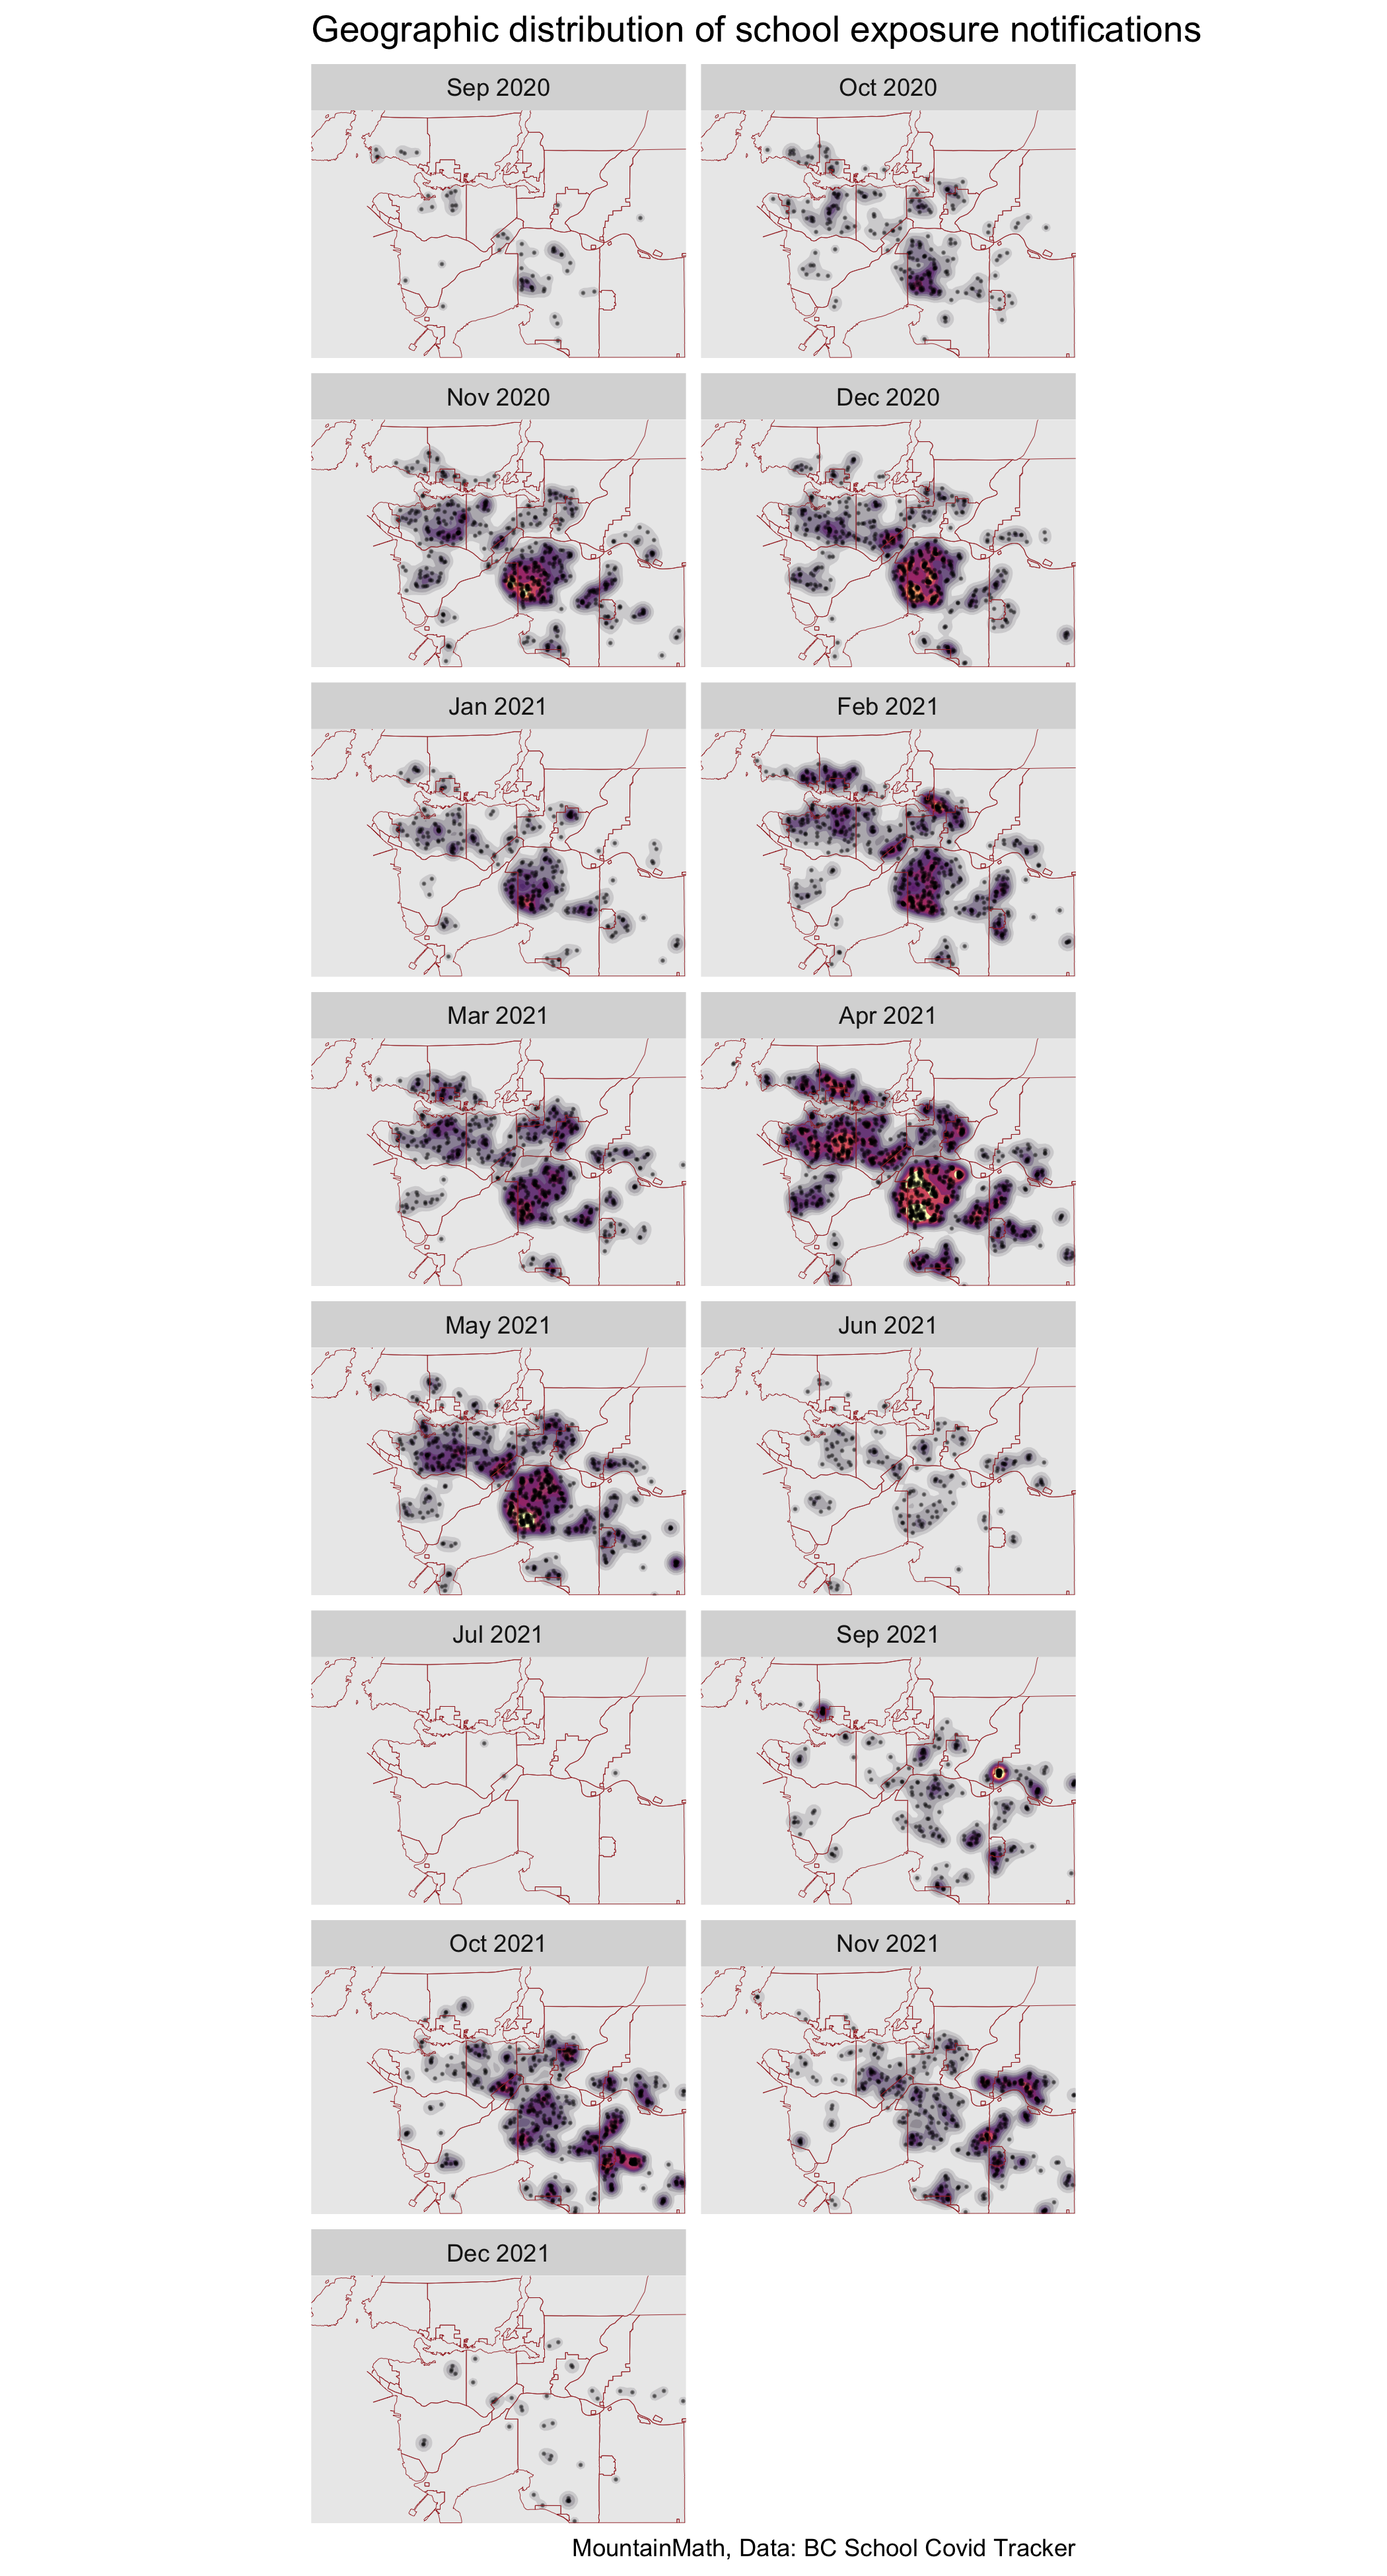 Geographic distribution of school exposure notifications
Sep 2020
Oct 2020
Nov 2020
Dec 2020
Jan 2021
Feb 2021
Mar 2021
Apr 2021
May 2021
Jun 2021
Jul 2021
Sep 2021
Oct 2021
Nov 2021
Dec 2021
MountainMath, Data: BC School Covid Tracker